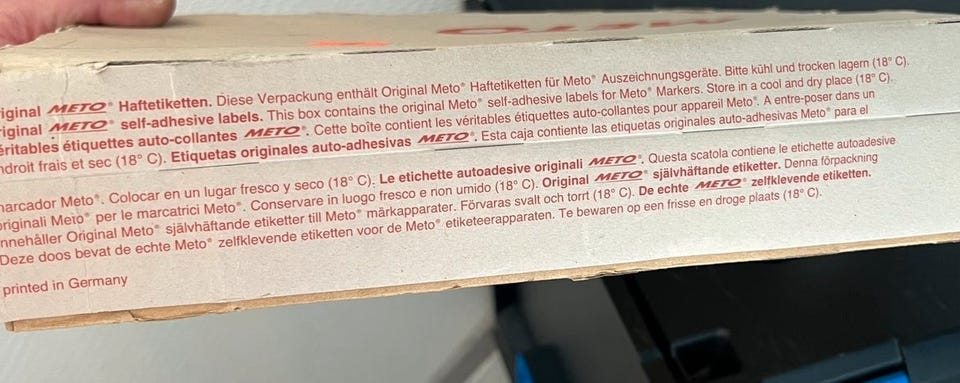 METO
riginal METO® Haftetiketten. Diese Verpackung enthält Original Meto® Haftetiketten für Meto® Auszeichnungsgeräte. Bitte kühl und trocken lagern (18° C).
riginal METO® self-adhesive labels. This box contains the original Meto® self-adhesive labels for Meto® Markers. Store in a cool and dry place (18° C).
éritables étiquettes auto-collantes METO®. Cette boîte contient les véritables étiquettes auto-collantes pour appareil Meto®. A entre-poser dans un
ndroit frais et sec (18° C). Etiquetas originales auto-adhesivas METO®. Esta caja contiente las etiquetas originales auto-adhesivas Meto® para el
narcador Meto®. Colocar en un lugar fresco y seco (18° C). Le etichette autoadesive originali METO®. Questa scatola contiene le etichette autoadesive
originali Meto® per le marcatrici Meto®. Conservare in luogo fresco e non umido (18° C). Original METO® självhäftande etiketter. Denna förpackning
nnehåller Original Meto® självhäftande etiketter till Meto® märkapparater. Förvaras svalt och torrt (18° C). De echte METO® zelfklevende etiketten.
Deze doos bevat de echte Meto® zelfklevende etiketten voor de Meto® etiketeerapparaten. Te bewaren op een frisse en droge plaats (18° C).
printed in Germany